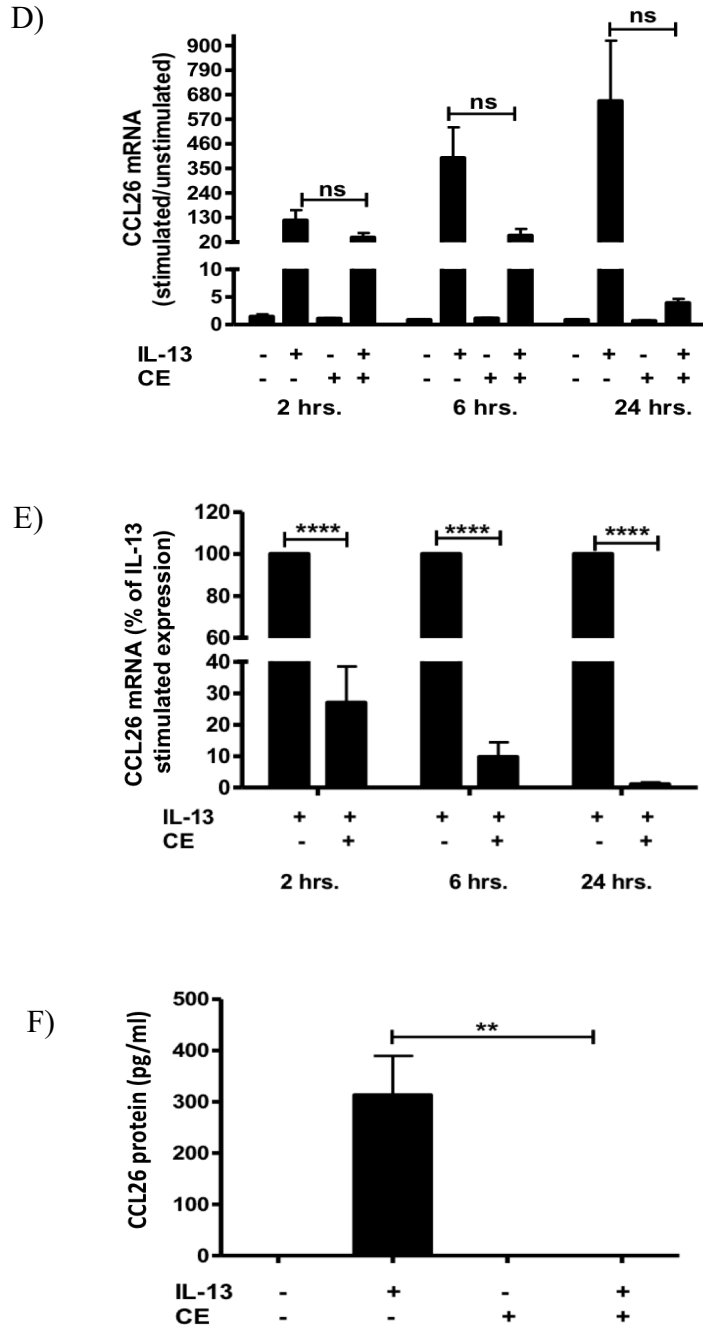 D)
CCL26 mRNA
(stimulated/unstimulated)
900
790
680
570
460
350
240
130
20
10
5
0
ns
ns
ns
IL-13 - + - + - + - + - + - +
CE - - + + - - + + - - + +
2 hrs. 6 hrs. 24 hrs.
E)
CCL26 mRNA (% of IL-13
stimulated expression)
120
100
80
60
40
30
20
10
0
****
****
****
IL-13 + + + + + +
CE - + - + - +
2 hrs. 6 hrs. 24 hrs.
F)
CCL26 protein (pg/ml)
500
400
300
200
100
0
**
IL-13 - + - +
CE - - + +